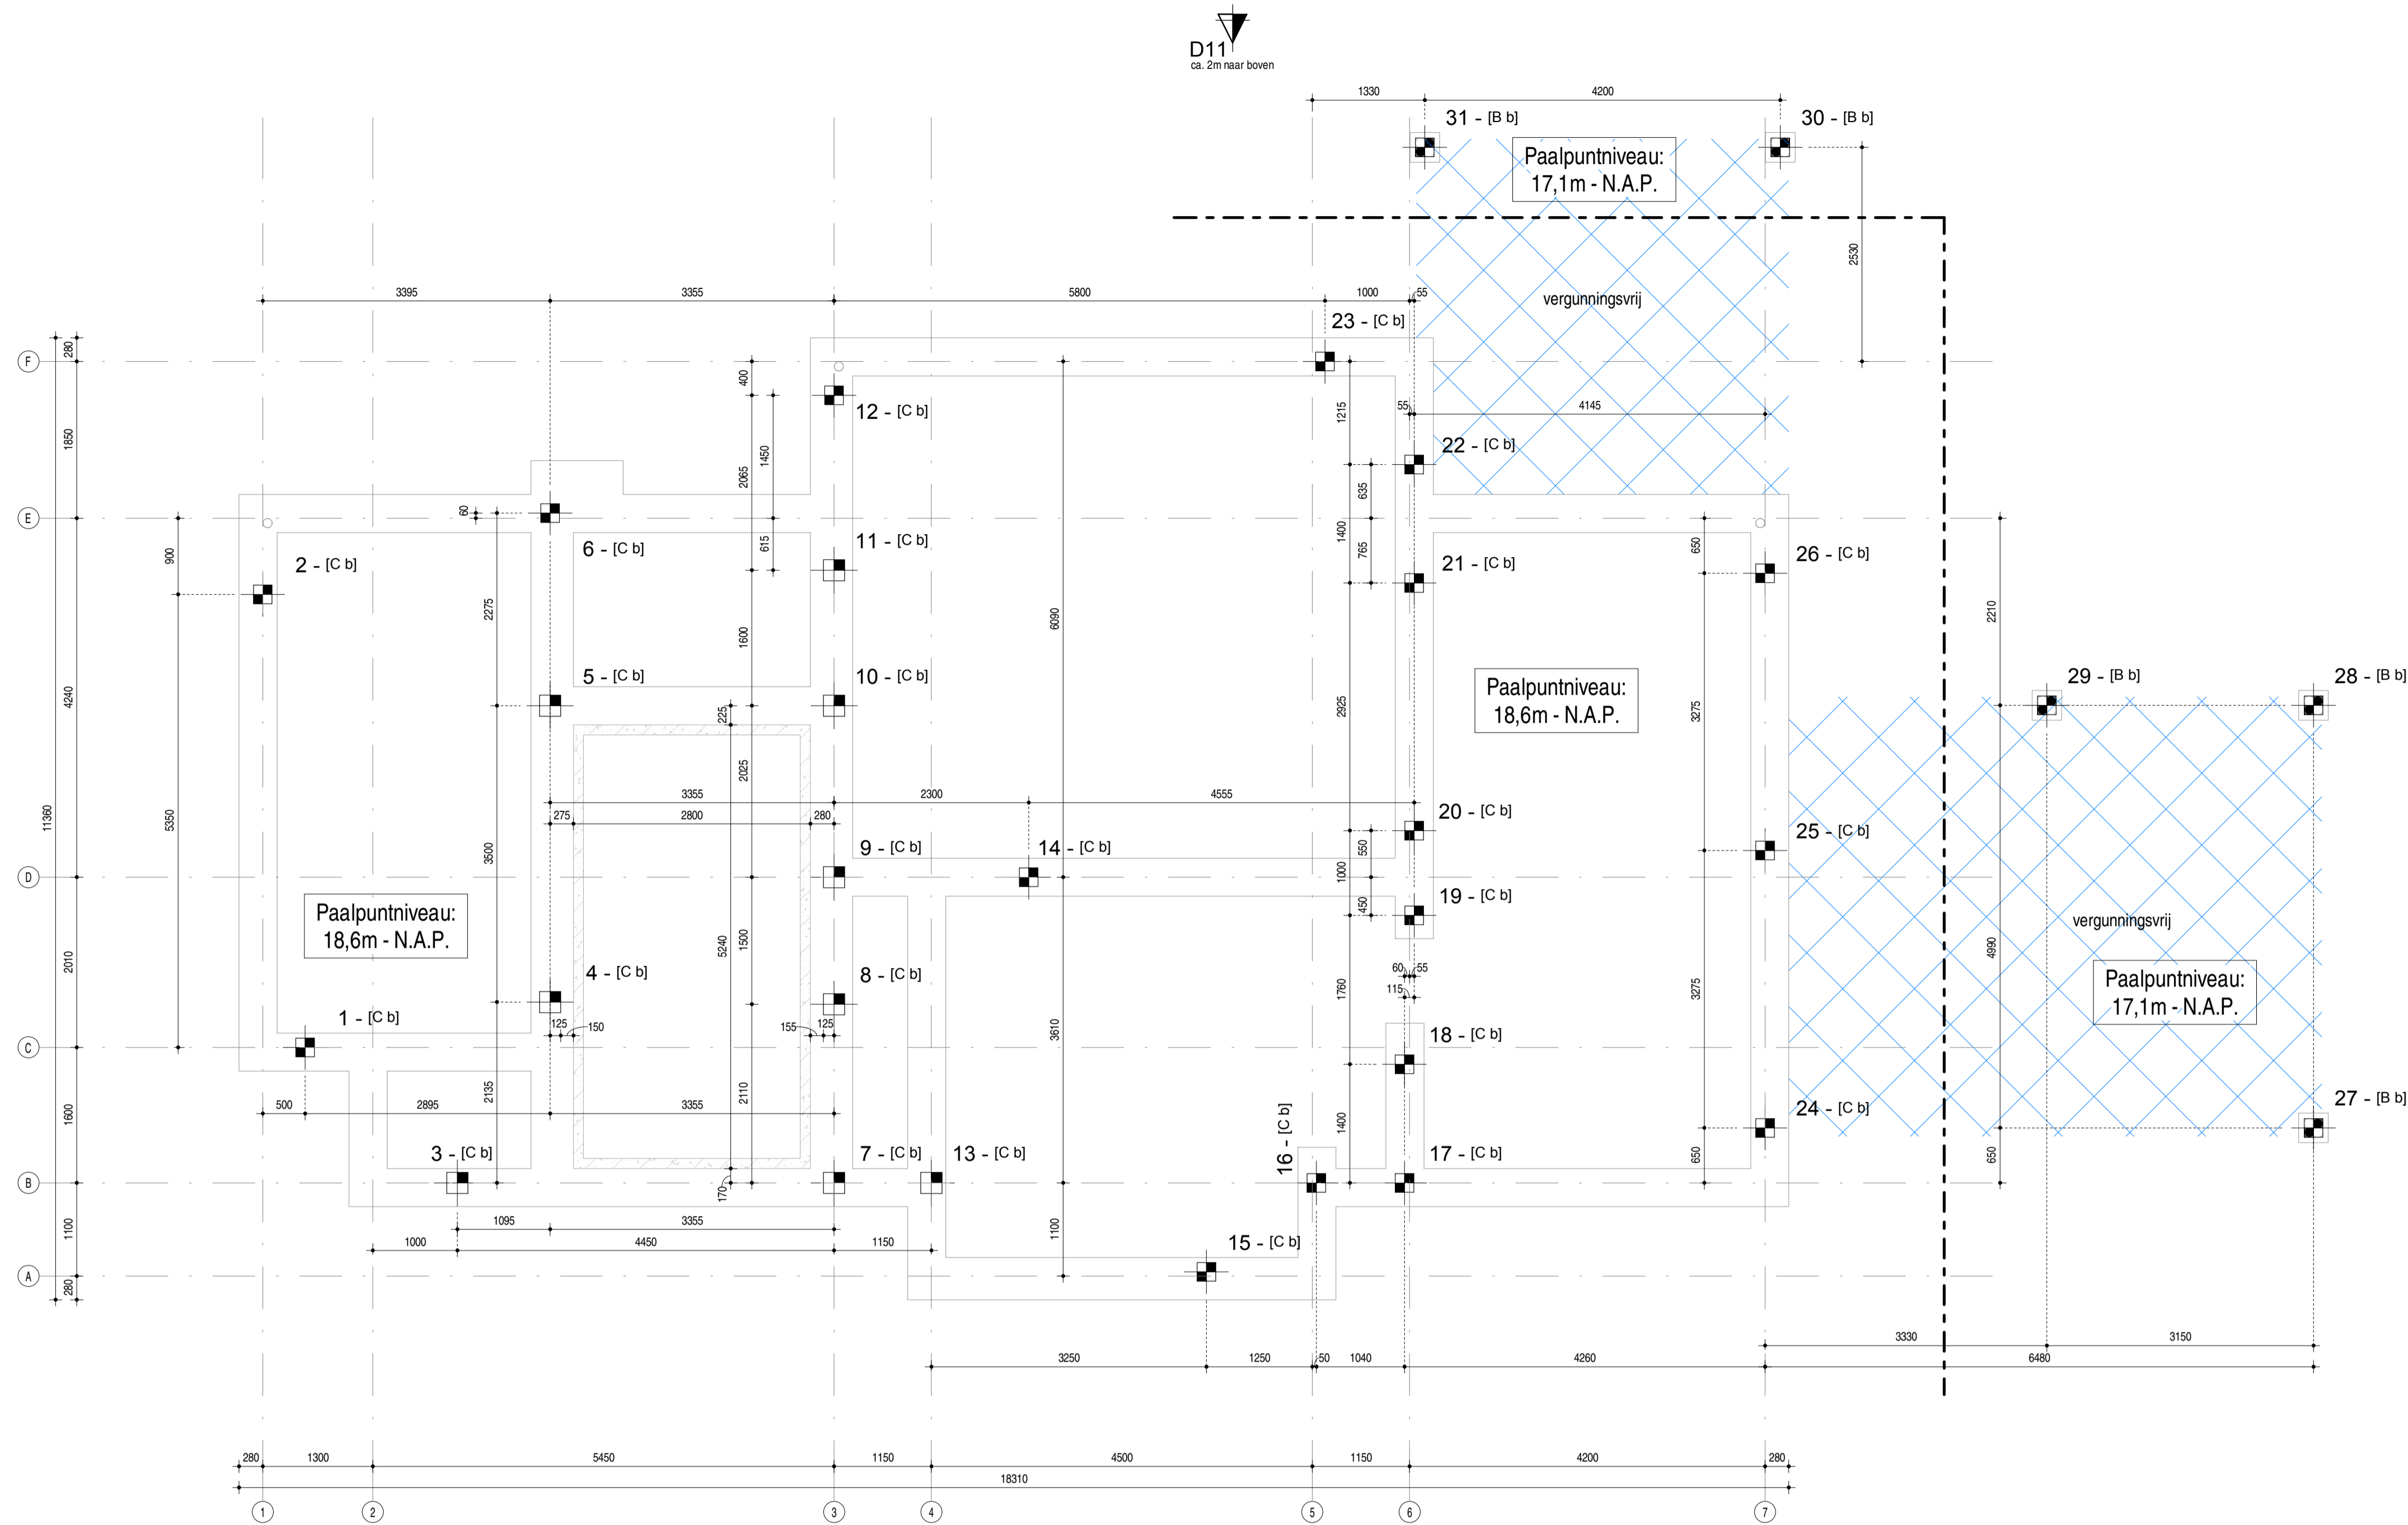 D11
ca. 2m naar boven
1330
4200
31 - [B b]
30 - [B b]
Paalpuntniveau:
17,1m - N.A.P.
2530
3395
3355
5800
1000
55
vergunningsvrij
23 - [C b]
F
280
400
12 - [C b]
1215
55
4145
1850
1450
2065
22 - [C b]
635
E
60
900
6 - [C b]
615
11 - [C b]
1400
765
21 - [C b]
650
26 - [C b]
2 - [C b]
2275
1600
6090
2210
5 - [C b]
10 - [C b]
29 - [B b]
28 - [B b]
4240
225
2925
Paalpuntniveau:
18,6m - N.A.P.
3275
11360
5350
2025
3355
2300
4555
275
2800
280
20 - [C b]
25 - [C b]
3500
9 - [C b]
14 - [C b]
550
D
1000
450
19 - [C b]
Paalpuntniveau:
18,6m - N.A.P.
vergunningsvrij
2010
5240
1500
4990
4 - [C b]
8 - [C b]
60
55
115
1760
3275
Paalpuntniveau:
17,1m - N.A.P.
1 - [C b]
125
150
155
125
3610
18 - [C b]
C
2135
2110
500
2895
3355
1600
16 - [C b]
1400
24 - [C b]
27 - [B b]
3 - [C b]
7 - [C b]
13 - [C b]
17 - [C b]
650
650
B
170
1095
3355
1100
1100
1000
4450
1150
15 - [C b]
A
280
3330
3150
3250
1250
50
1040
4260
6480
280
1300
5450
1150
4500
1150
4200
280
18310
1
2
3
4
5
6
7